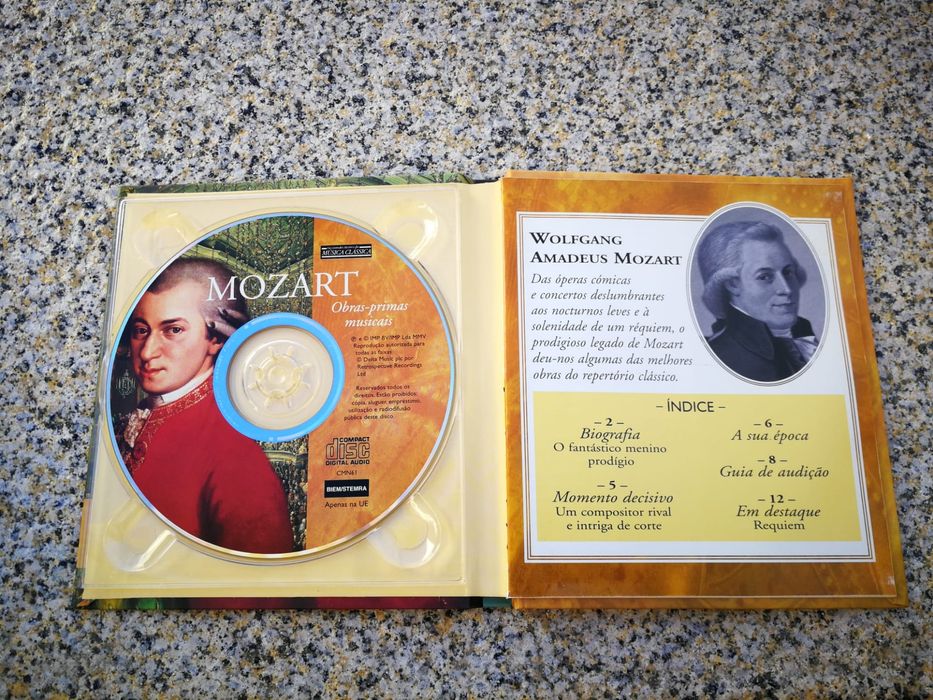 MÚSICA CLÁSSICA
MOZART
Obras-primas
musicais
℗ e © IMP BV/IMP Lda MMV
Reprodução autorizada para
todas as faixas
© Delta Music plc por
Retrospective Recordings
Ltd
Reservados todos os
direitos. Estão proibidos:
cópia, aluguer, empréstimo,
utilização e radiodifusão
pública deste disco.
COMPACT
disc
DIGITAL AUDIO
CMN61
BIEM/STEMRA
Apenas na UE
WOLFGANG
AMADEUS MOZART
Das óperas cómicas
e concertos deslumbrantes
aos nocturnos leves e à
solenidade de um réquiem, o
prodigioso legado de Mozart
deu-nos algumas das melhores
obras do repertório clássico.
– ÍNDICE –
– 2 –
Biografia
O fantástico menino
prodígio
– 5 –
Momento decisivo
Um compositor rival
e intriga de corte
– 6 –
A sua época
– 8 –
Guia de audição
– 12 –
Em destaque
Requiem